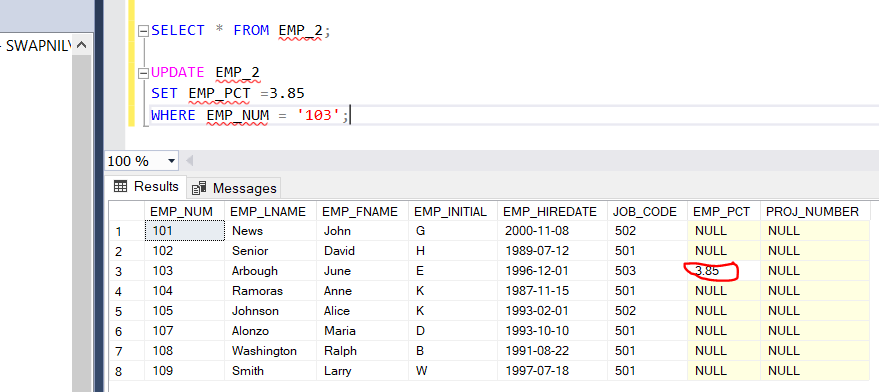 SELECT * FROM EMP_2;
- SWAPNILV
UPDATE EMP_2
SET EMP_PCT =3.85
WHERE EMP_NUM = '103';
100 %
Results Messages
EMP_NUM EMP_LNAME EMP_FNAME EMP_INITIAL EMP_HIREDATE JOB_CODE EMP_PCT PROJ_NUMBER
1 101 News John G 2000-11-08 502 NULL NULL
2 102 Senior David H 1989-07-12 501 NULL NULL
3 103 Arbough June E 1996-12-01 503 3.85 NULL
4 104 Ramoras Anne K 1987-11-15 501 NULL NULL
5 105 Johnson Alice K 1993-02-01 502 NULL NULL
6 107 Alonzo Maria D 1993-10-10 501 NULL NULL
7 108 Washington Ralph B 1991-08-22 501 NULL NULL
8 109 Smith Larry W 1997-07-18 501 NULL NULL